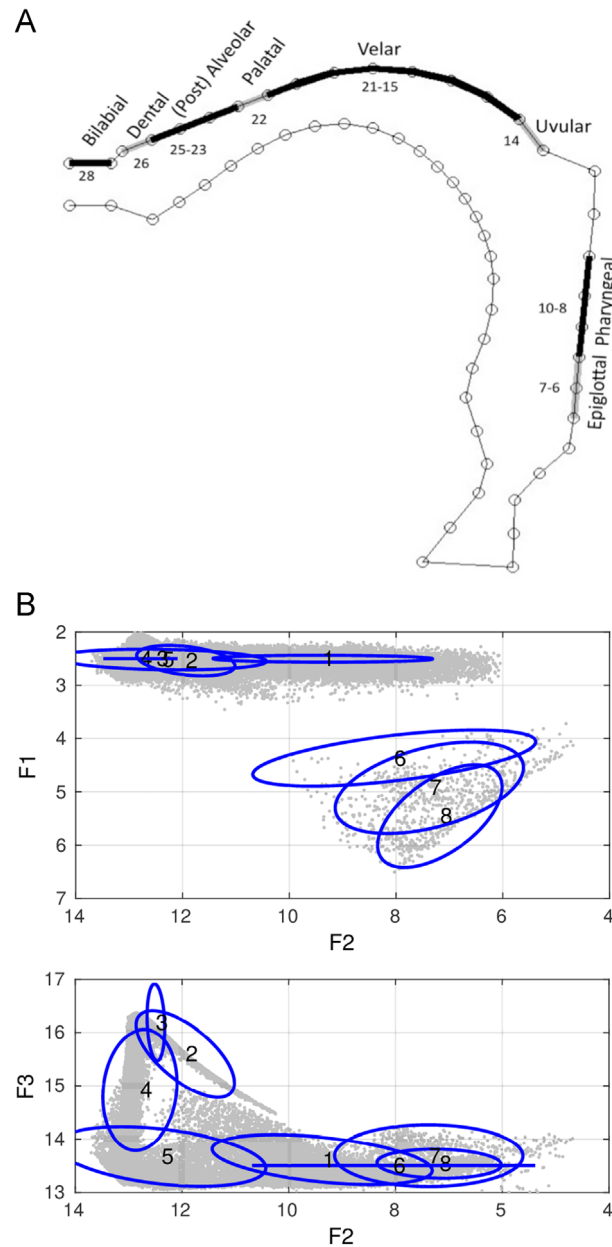 A
Bilabial
Dental
(Post) Alveolar
Palatal
Velar
Uvular
28
26
25-23
22
21-15
14
10-8
7-6
Pharyngeal
Epiglottal
B
2
3
4
5
6
7
F1
4 3 5 2 1
6
7
8
14 12 10 8 6 4
F2
17
16
15
14
13
F3
3
2
4
5 1 6 7 8
14 12 10 8 6 4
F2